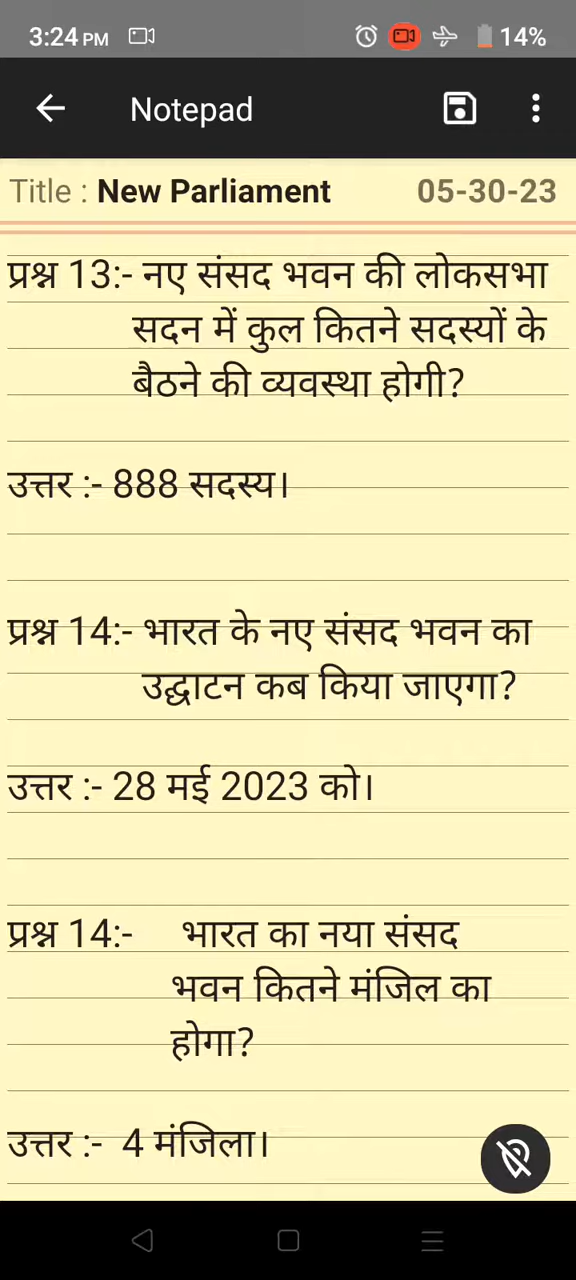 3:24 PM 14%
Notepad
Title : New Parliament 05-30-23
प्रश्न 13:- नए संसद भवन की लोकसभा
सदन में कुल कितने सदस्यों के
बैठने की व्यवस्था होगी?
उत्तर :- 888 सदस्य।
प्रश्न 14:- भारत के नए संसद भवन का
उद्घाटन कब किया जाएगा?
उत्तर :- 28 मई 2023 को।
प्रश्न 14:- भारत का नया संसद
भवन कितने मंजिल का
होगा?
उत्तर :- 4 मंजिला।